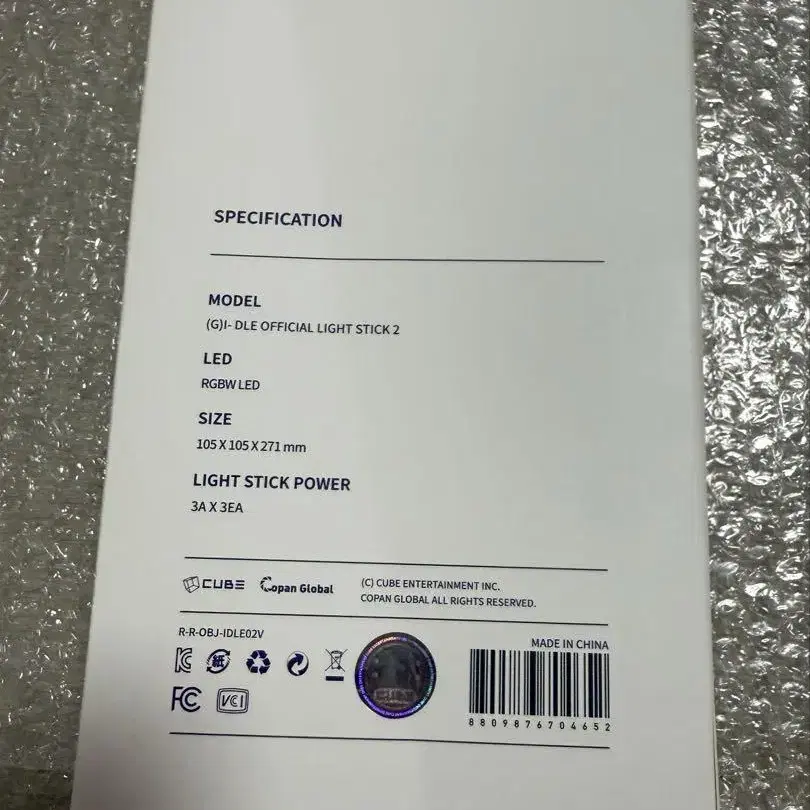 SPECIFICATION
MODEL
(G)I- DLE OFFICIAL LIGHT STICK 2
LED
RGBW LED
SIZE
105 X 105 X 271 mm
LIGHT STICK POWER
3A X 3EA
CUBE
Copan Global
(C) CUBE ENTERTAINMENT INC.
COPAN GLOBAL ALL RIGHTS RESERVED.
R-R-OBJ-IDLE02V
MADE IN CHINA
紙
FC
VCI
8809876704652